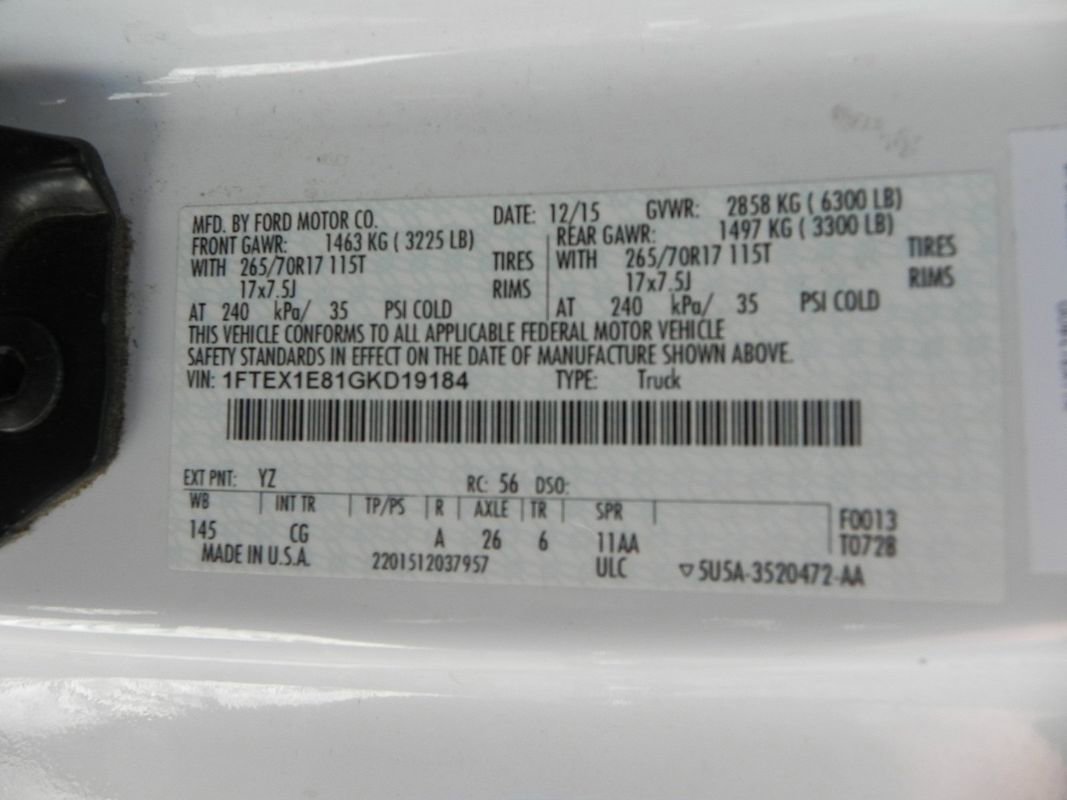 MFD. BY FORD MOTOR CO. DATE: 12/15 GVWR: 2858 KG ( 6300 LB)
FRONT GAWR: 1463 KG ( 3225 LB) REAR GAWR: 1497 KG ( 3300 LB)
WITH 265/70R17 115T TIRES WITH 265/70R17 115T TIRES
17x7.5J RIMS 17x7.5J RIMS
AT 240 kPa/ 35 PSI COLD AT 240 kPa/ 35 PSI COLD
THIS VEHICLE CONFORMS TO ALL APPLICABLE FEDERAL MOTOR VEHICLE
SAFETY STANDARDS IN EFFECT ON THE DATE OF MANUFACTURE SHOWN ABOVE.
VIN: 1FTEX1E81GKD19184 TYPE: Truck
EXT PNT: YZ RC: 56 DSO:
WB INT TR TP/PS R AXLE TR SPR F0013
145 CG A 26 6 11AA T0728
MADE IN U.S.A. 2201512037957 ULC ▽5U5A-3520472-AA